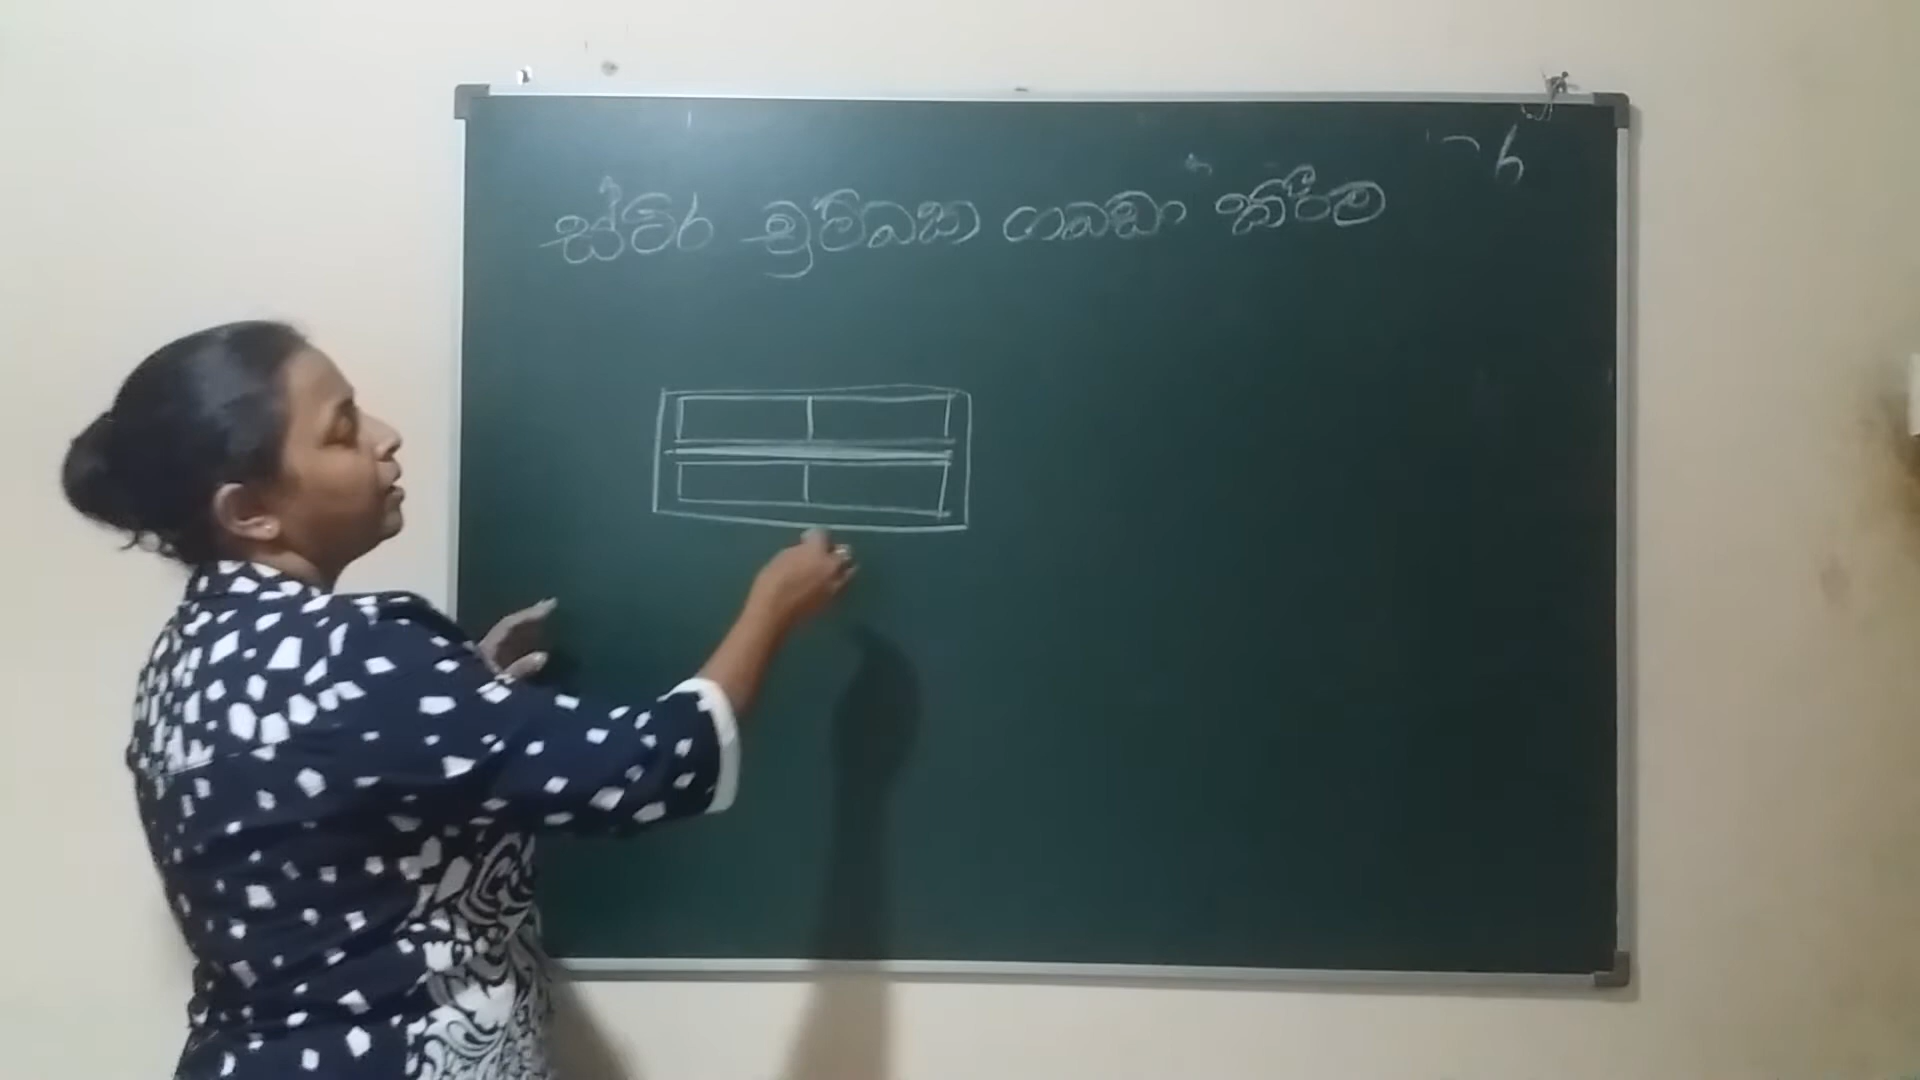 ස්ථිර චුම්බක ගබඩා කිරීම